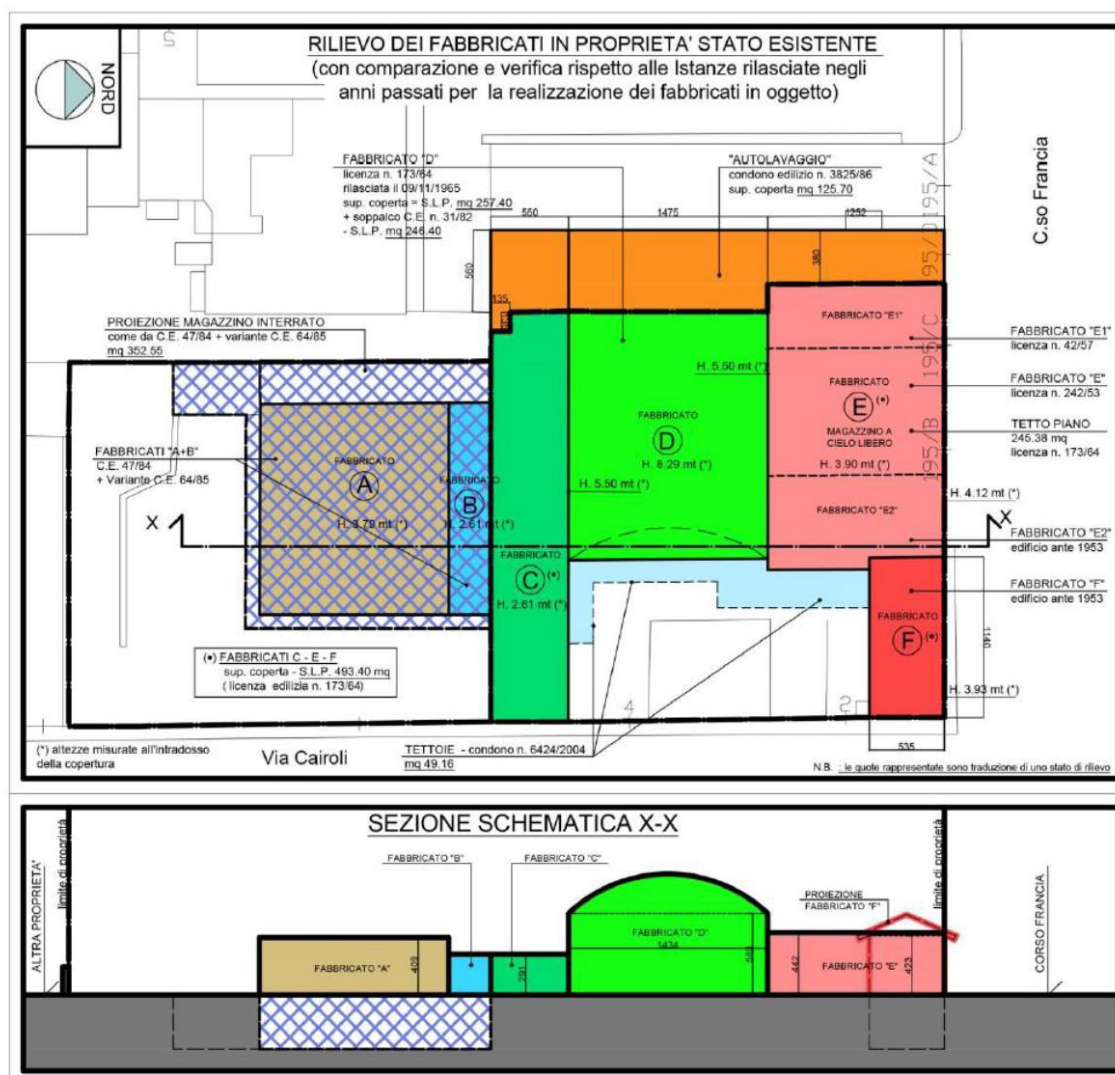 RILIEVO DEI FABBRICATI IN PROPRIETA' STATO ESISTENTE
(con comparazione e verifica rispetto alle Istanze rilasciate negli
anni passati per la realizzazione dei fabbricati in oggetto)
NORD
S
FABBRICATO "D"
licenza n. 173/64
rilasciata il 09/11/1965
sup. coperta = S.L.P. mq 257.40
+ soppalco C.E. n. 31/82
- S.L.P. mq 246.40
"AUTOLAVAGGIO"
condono edilizio n. 3825/86
sup. coperta mq 125.70
C.so Francia
195/A
195/D
195/C
195/B
550
1475
1252
560
380
135
PROIEZIONE MAGAZZINO INTERRATO
come da C.E. 47/84 + variante C.E. 64/85
mq 352.55
FABBRICATO "E1"
FABBRICATO "E1"
licenza n. 42/57
H. 5.50 mt (*)
FABBRICATO
E (•)
MAGAZZINO A
CIELO LIBERO
H. 3.90 mt (*)
FABBRICATO "E"
licenza n. 242/53
TETTO PIANO
245.38 mq
licenza n. 173/64
FABBRICATO
D
H. 8.29 mt (*)
FABBRICATI "A+B"
C.E. 47/84
+ Variante C.E. 64/85
FABBRICATO
A
H. 3.79 mt (*)
FABBRICATO
B
H. 2.61 mt (*)
H. 5.50 mt (*)
H. 4.12 mt (*)
FABBRICATO "E2"
X
X
FABBRICATO "E2"
edificio ante 1953
FABBRICATO
C (•)
H. 2.61 mt (*)
FABBRICATO "F"
edificio ante 1953
FABBRICATO
F (•)
1140
(•) FABBRICATI C - E - F
sup. coperta - S.L.P. 493.40 mq
( licenza edilizia n. 173/64)
H. 3.93 mt (*)
4
2
535
(*) altezze misurate all'intradosso
della copertura
Via Cairoli
TETTOIE - condono n. 6424/2004
mq 49.16
N.B. : le quote rappresentate sono traduzione di uno stato di rilievo
SEZIONE SCHEMATICA X-X
ALTRA PROPRIETA'
limite di proprietà
FABBRICATO "B"
FABBRICATO "C"
PROIEZIONE
FABBRICATO "F"
limite di proprietà
CORSO FRANCIA
FABBRICATO "A"
409
291
FABBRICATO "D"
1434
442
FABBRICATO "E"
423